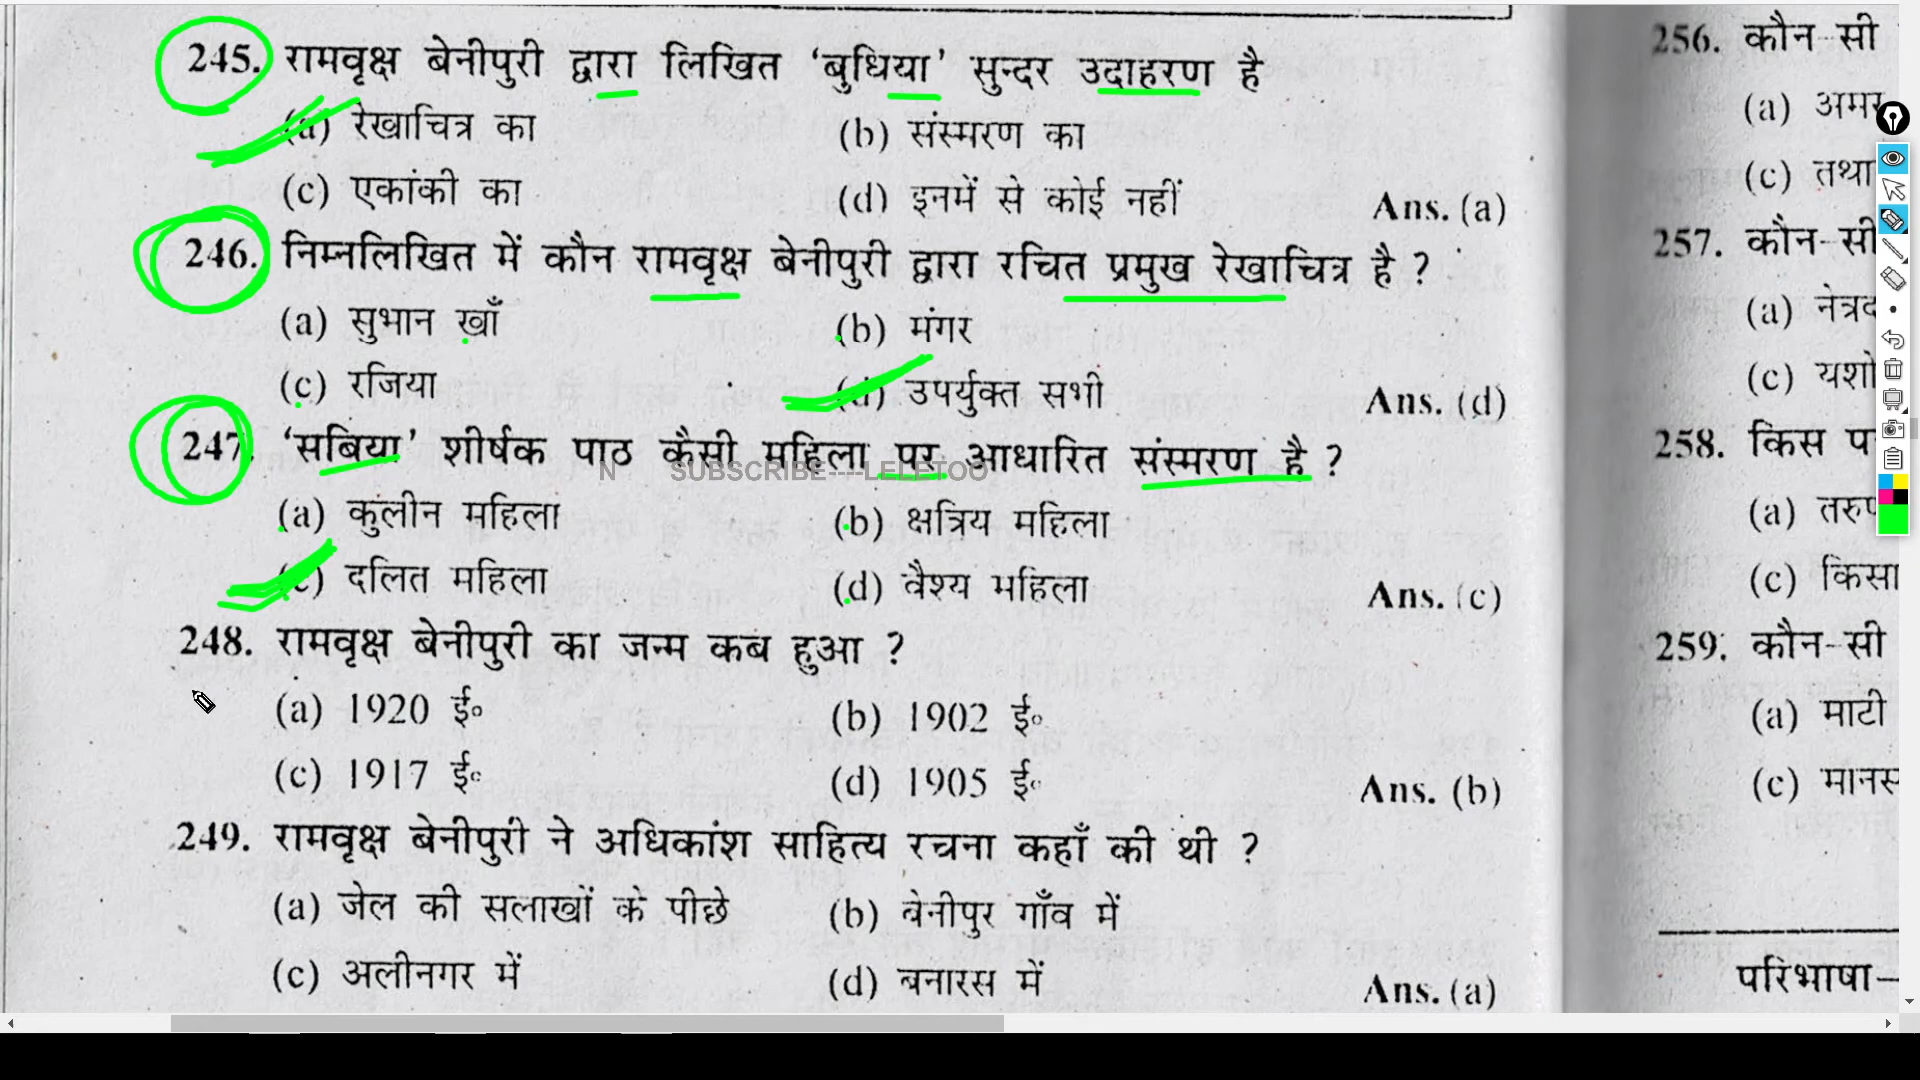 245. रामवृक्ष बेनीपुरी द्वारा लिखित ‘बुधिया’ सुन्दर उदाहरण है
(a) रेखाचित्र का (b) संस्मरण का
(c) एकांकी का (d) इनमें से कोई नहीं Ans. (a)
246. निम्नलिखित में कौन रामवृक्ष बेनीपुरी द्वारा रचित प्रमुख रेखाचित्र है ?
(a) सुभान खाँ (b) मंगर
(c) रजिया (d) उपर्युक्त सभी Ans. (d)
247. ‘सबिया’ शीर्षक पाठ कैसी महिला पर आधारित संस्मरण है ?
N SUBSCRIBE----LELETOO
(a) कुलीन महिला (b) क्षत्रिय महिला
(c) दलित महिला (d) वैश्य महिला Ans. (c)
248. रामवृक्ष बेनीपुरी का जन्म कब हुआ ?
(a) 1920 ई० (b) 1902 ई०
(c) 1917 ई० (d) 1905 ई० Ans. (b)
249. रामवृक्ष बेनीपुरी ने अधिकांश साहित्य रचना कहाँ की थी ?
(a) जेल की सलाखों के पीछे (b) बेनीपुर गाँव में
(c) अलीनगर में (d) बनारस में Ans. (a)
256. कौन-सी
(a)
(c) तथा
257. कौन-सी
(a)
(c)
258. किस
(a)
(c)
259. कौन-सी
(a) माटी
(c)
परिभाषा—